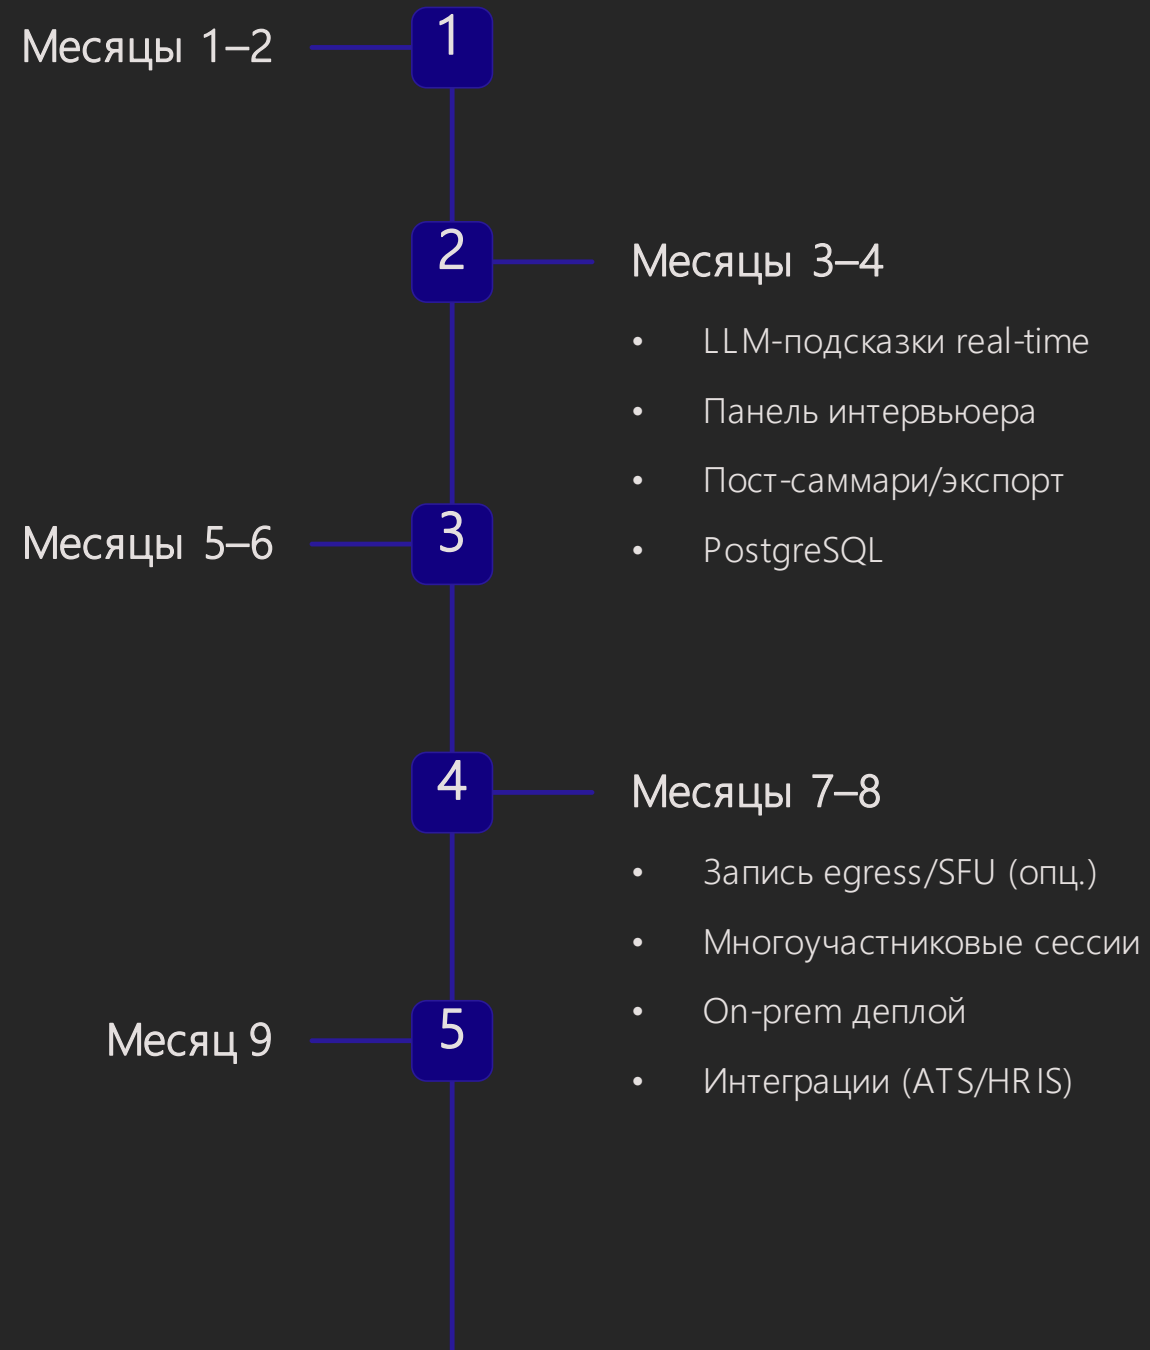 Месяцы 1–2
1
2
Месяцы 3–4
• LLM-подсказки real-time
• Панель интервьюера
• Пост-саммари/экспорт
• PostgreSQL
Месяцы 5–6
3
4
Месяцы 7–8
• Запись egress/SFU (опц.)
• Многоучастниковые сессии
• On-prem деплой
• Интеграции (ATS/HRIS)
Месяц 9
5